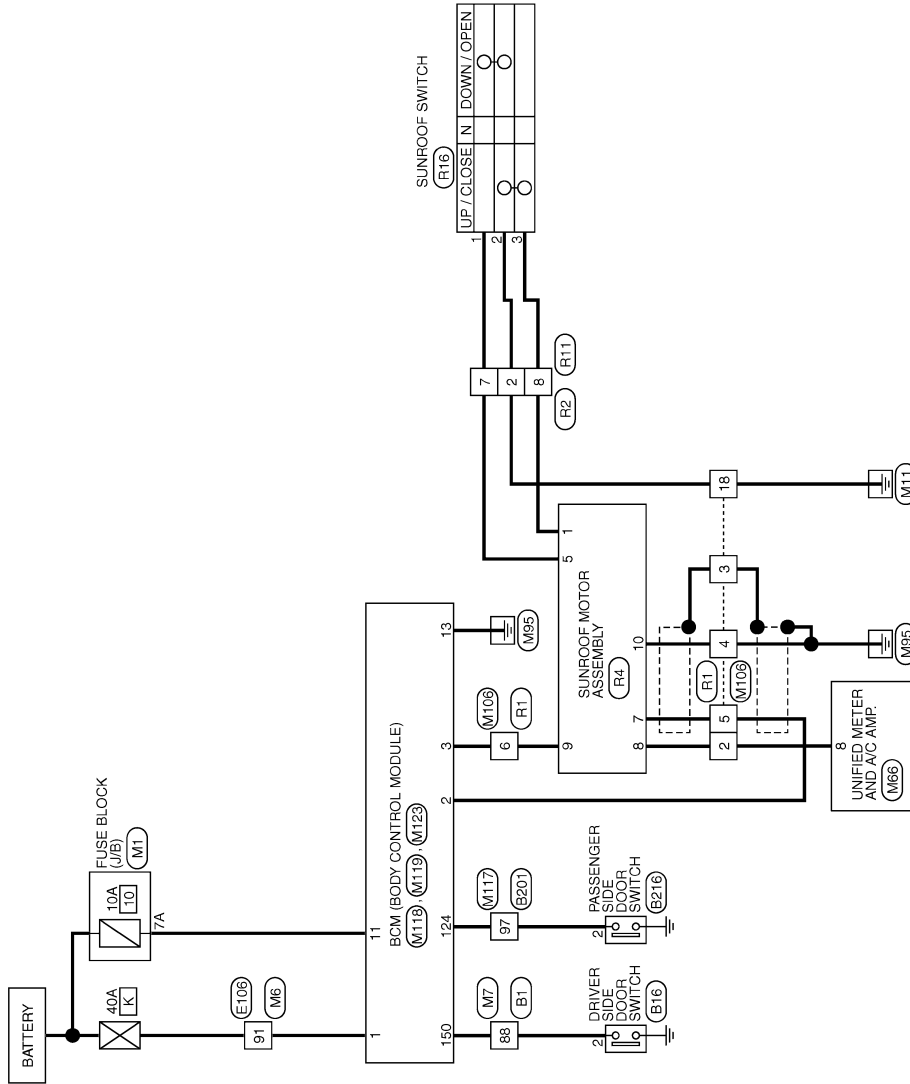 BATTERY
40A
K
10A
10
7A
FUSE BLOCK
(J/B)
M1
91
E106
M6
1
11
BCM (BODY CONTROL MODULE)
M118 , M119 , M123
150
124
2
3
13
88
M7
B1
97
M117
B201
6
M106
R1
M95
2
DRIVER
SIDE
DOOR
SWITCH
B16
2
PASSENGER
SIDE
DOOR
SWITCH
B216
9
5
1
SUNROOF MOTOR
ASSEMBLY
R4
8
7
10
2
5
4
3
18
R1
M106
8
UNIFIED METER
AND A/C AMP.
M66
M95
M11
7
2
8
R2
R11
SUNROOF SWITCH
R16
UP / CLOSE
N
DOWN / OPEN
1
2
3